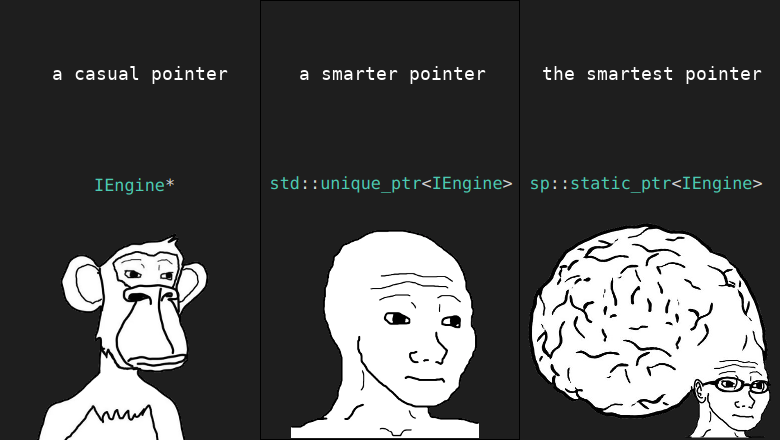 a casual pointer
IEngine*
a smarter pointer
std::unique_ptr<IEngine>
the smartest pointer
sp::static_ptr<IEngine>